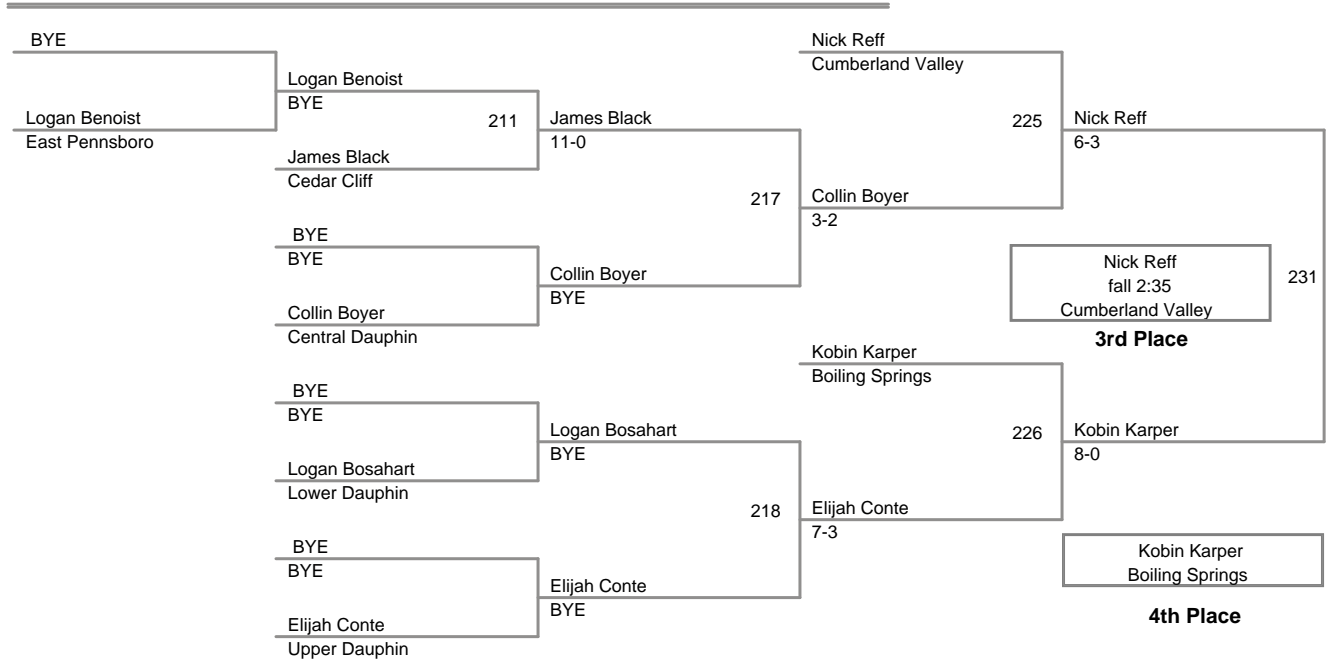 BYE
Logan Benoist
East Pennsboro
Logan Benoist
BYE
James Black
Cedar Cliff
BYE
BYE
Collin Boyer
Central Dauphin
BYE
BYE
Logan Bosahart
Lower Dauphin
BYE
BYE
Elijah Conte
Upper Dauphin
211
James Black
11-0
Collin Boyer
BYE
Logan Bosahart
BYE
Elijah Conte
BYE
217
218
Nick Reff
Cumberland Valley
Collin Boyer
3-2
Kobin Karper
Boiling Springs
Elijah Conte
7-3
225
226
Nick Reff
6-3
Kobin Karper
8-0
231
Nick Reff
fall 2:35
Cumberland Valley
3rd Place
Kobin Karper
Boiling Springs
4th Place